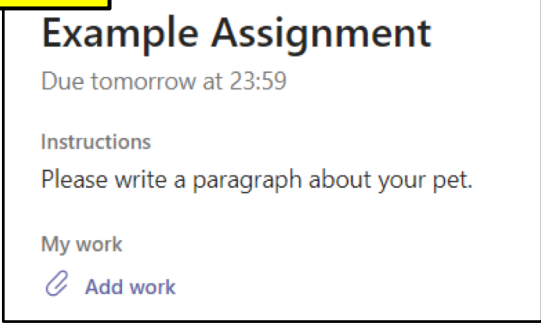 Example Assignment
Due tomorrow at 23:59
Instructions
Please write a paragraph about your pet.
My work
Add work